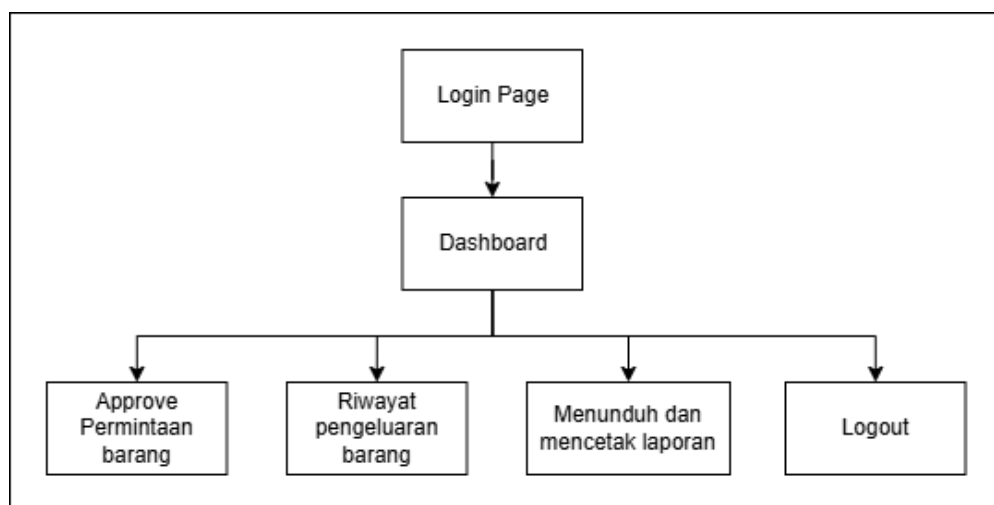 Login Page
Dashboard
Approve
Permintaan
barang
Riwayat
pengeluaran
barang
Menunduh dan
mencetak laporan
Logout